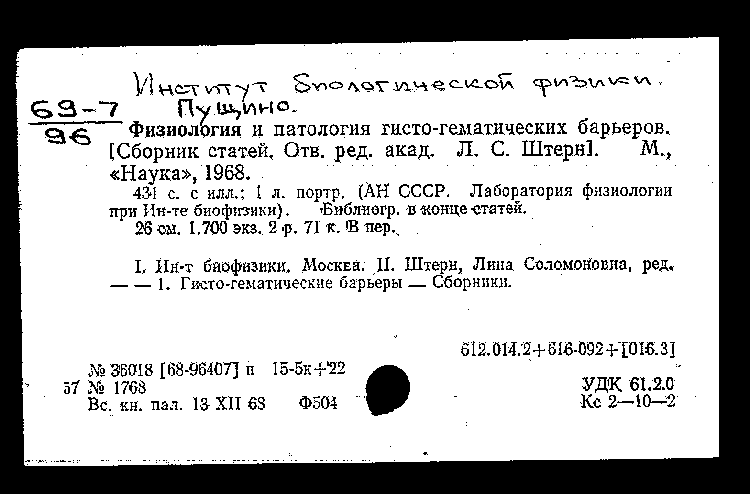 Институт биологической физики.
Пущино.
69-7
96
Физиология и патология гисто-гематических барьеров.
[Сборник статей. Отв. ред. акад. Л. С. Штерн]. М.,
«Наука», 1968.
431 с. с илл.; 1 л. портр. (АН СССР. Лаборатория физиологии
при Ин-те биофизики). Библиогр. в конце статей.
26 см. 1.700 экз. 2 р. 71 к. В пер.
I. Ин-т биофизики. Москва. II. Штерн, Лина Соломоновна, ред.
— — 1. Гисто-гематические барьеры — Сборники.
612.014.2+616-092+[016.3]
№ 36018 [68-96407] п 15-5к+22
57 № 1768
УДК 61.2.0
Вс. кн. пал. 13 XII 68 Ф504
Кс 2—10—2